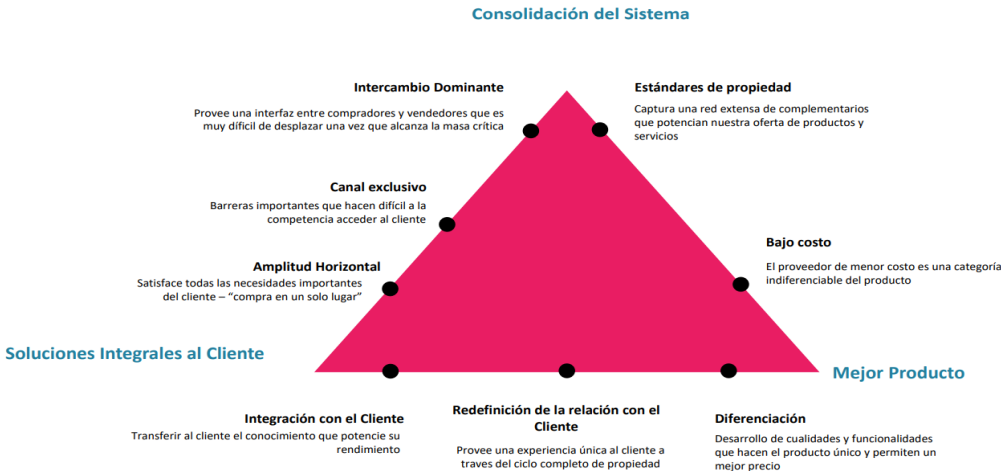 Consolidación del Sistema
Intercambio Dominante
Provee una interfaz entre compradores y vendedores que es
muy díficil de desplazar una vez que alcanza la masa crítica
Estándares de propiedad
Captura una red extensa de complementarios
que potencian nuestra oferta de productos y
servicios
Canal exclusivo
Barreras importantes que hacen difícil a la
competencia acceder al cliente
Amplitud Horizontal
Satisface todas las necesidades importantes
del cliente – “compra en un solo lugar”
Bajo costo
El proveedor de menor costo es una categoría
indiferenciable del producto
Soluciones Integrales al Cliente
Mejor Producto
Integración con el Cliente
Transferir al cliente el conocimiento que potencie su
rendimiento
Redefinición de la relación con el
Cliente
Provee una experiencia única al cliente a
traves del ciclo completo de propiedad
Diferenciación
Desarrollo de cualidades y funcionalidades
que hacen el producto único y permiten un
mejor precio